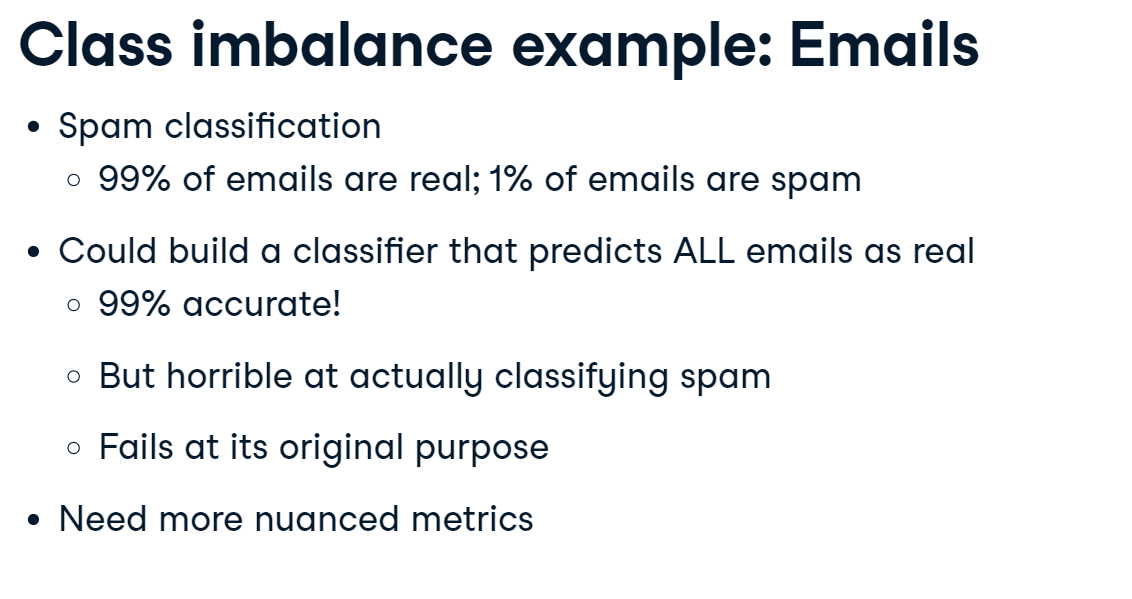 Class imbalance example: Emails
• Spam classification
○ 99% of emails are real; 1% of emails are spam
• Could build a classifier that predicts ALL emails as real
○ 99% accurate!
○ But horrible at actually classifying spam
○ Fails at its original purpose
• Need more nuanced metrics